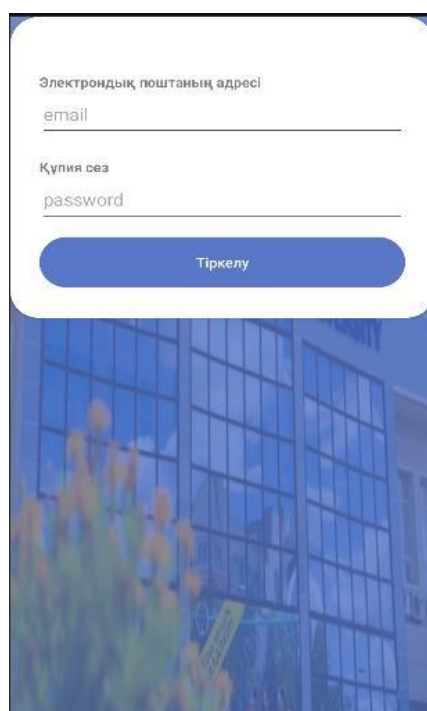 Электрондық поштаның адресі
email
Құпия сөз
password
Тіркелу